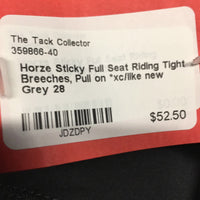 The Tack Collector
359866-40
Horze Sticky Full Seat Riding Tight
Breeches, Pull on *xc/like new
Grey 28
JDZDPY
$52.50